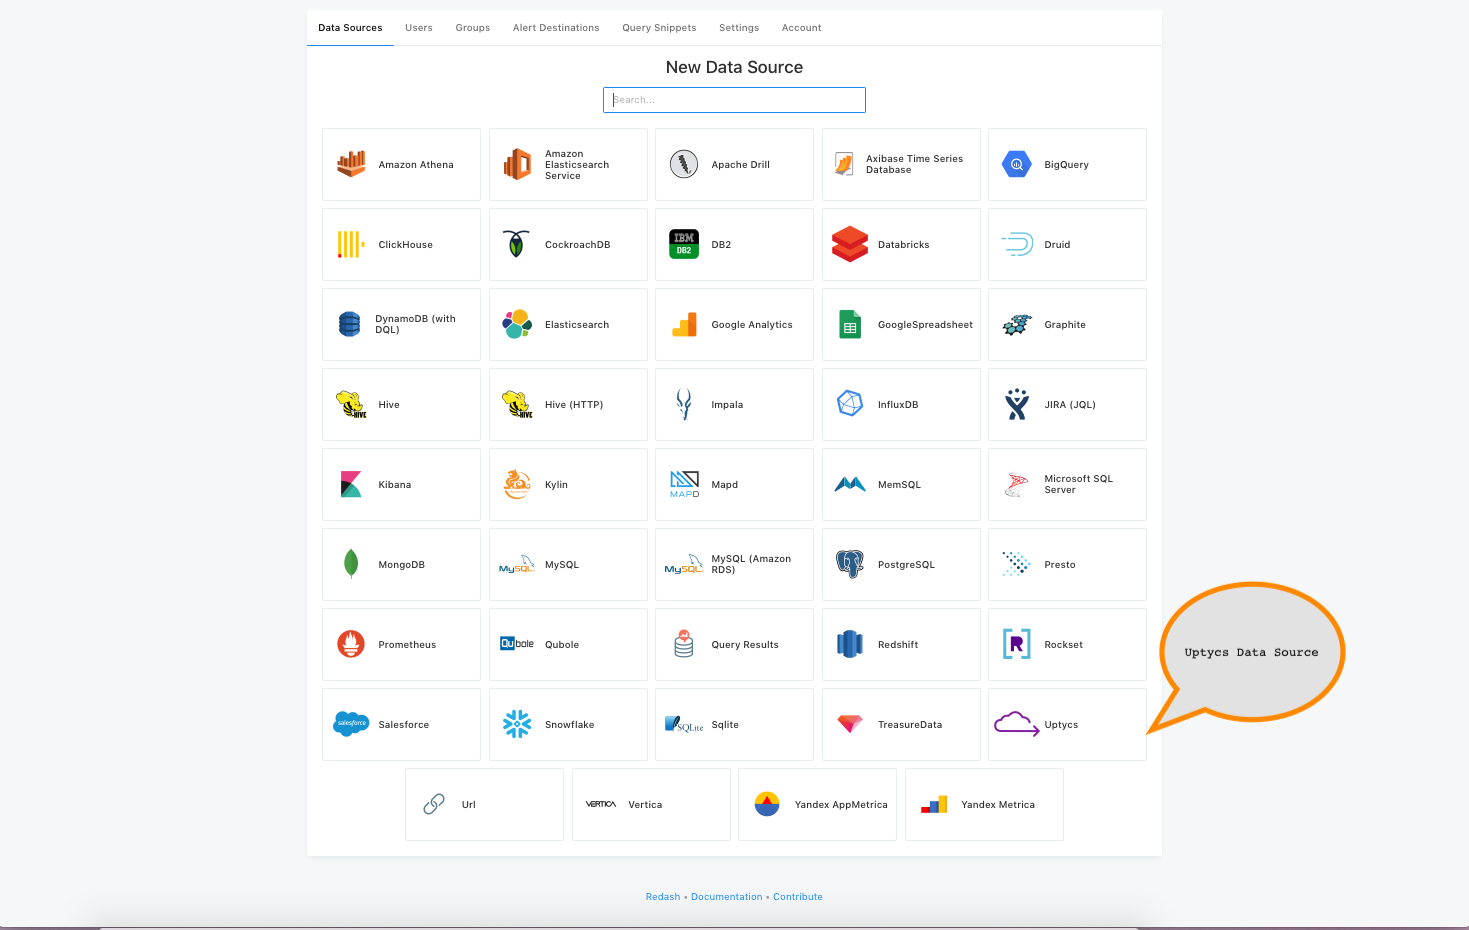 Data Sources Users Groups Alert Destinations Query Snippets Settings Account
New Data Source
Search...
Amazon Athena
Amazon
Elasticsearch
Service
Apache Drill
Axibase Time Series
Database
BigQuery
ClickHouse
CockroachDB
IBM
DB2
DB2
Databricks
Druid
DynamoDB (with
DQL)
Elasticsearch
Google Analytics
GoogleSpreadsheet
Graphite
HIVE
Hive
HIVE
Hive (HTTP)
Impala
InfluxDB
JIRA (JQL)
Kibana
Kylin
MAPD
Mapd
MemSQL
Microsoft SQL
Server
MongoDB
MySQL
MySQL
MySQL
MySQL (Amazon
RDS)
PostgreSQL
Presto
Prometheus
Qubole
Qubole
Query Results
Redshift
R
Rockset
Uptycs Data Source
salesforce
Salesforce
Snowflake
SQLite
Sqlite
TreasureData
Uptycs
Url
VERTICA
Vertica
Yandex AppMetrica
Yandex Metrica
Redash • Documentation • Contribute